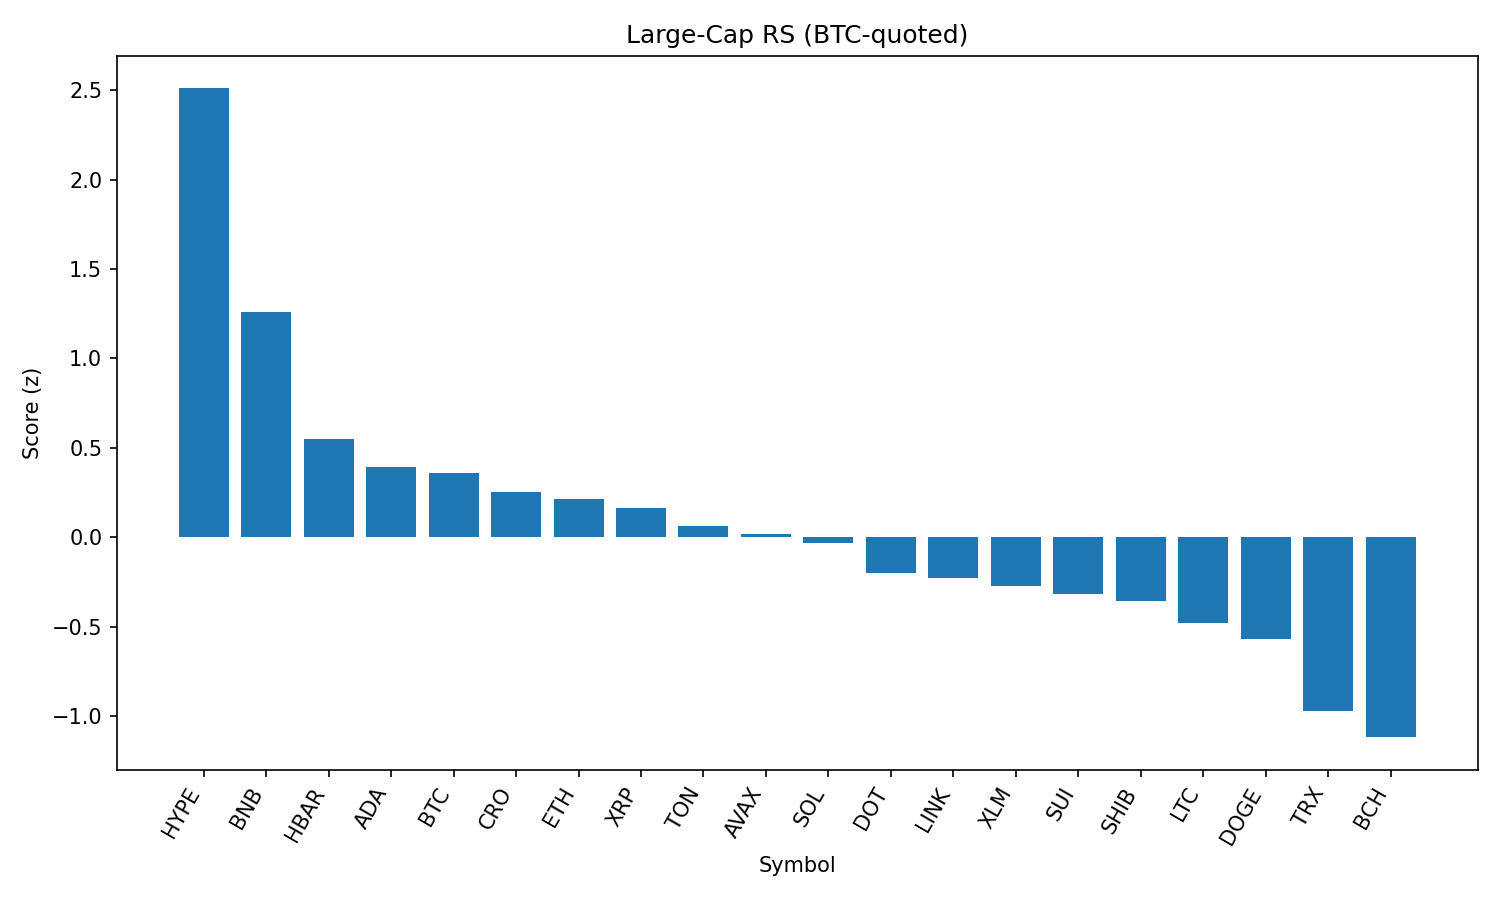 Large-Cap RS (BTC-quoted)
Score (z)
2.5
2.0
1.5
1.0
0.5
0.0
−0.5
−1.0
HYPE BNB HBAR ADA BTC CRO ETH XRP TON AVAX SOL DOT LINK XLM SUI SHIB LTC DOGE TRX BCH
Symbol